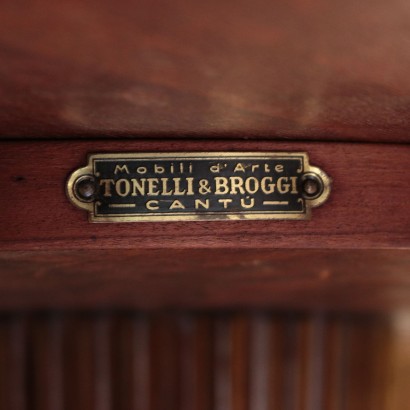 Mobili d'Arte
TONELLI & BROGGI
— CANTÙ —